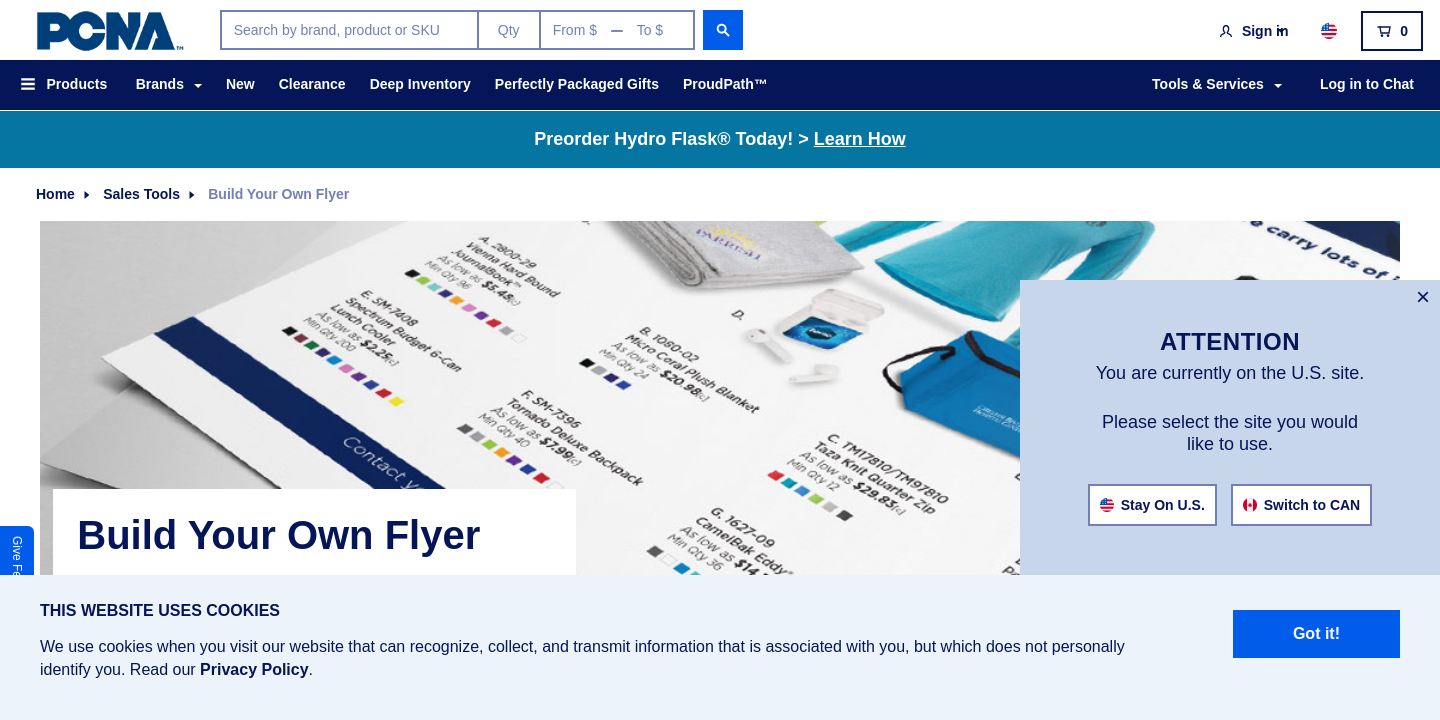 PCNA™
Search by brand, product or SKU
Qty
From $ — To $
Sign in
0
Products
Brands
New
Clearance
Deep Inventory
Perfectly Packaged Gifts
ProudPath™
Tools & Services
Log in to Chat
Preorder Hydro Flask® Today! > Learn How
Home
Sales Tools
Build Your Own Flyer
A. 2800-29
Vienna Hard Bound
JournalBook™
As low as $5.48(c)
Min Qty 96
E. SM-7408
Spectrum Budget 6-Can
Lunch Cooler
As low as $2.25(c)
Min Qty 200
D.
B. 1080-02
Micro Coral Plush Blanket
As low as $20.98(c)
Min Qty 24
F. SM-7596
Tornado Deluxe Backpack
As low as $7.99(c)
Min Qty 40
C. TM17810/TM97810
Taza Knit Quarter Zip
As low as $29.83(c)
Min Qty 12
G. 1627-09
CamelBak Eddy
As low as $14.
Min Qty 36
Contact y
carry lots of
Build Your Own Flyer
Give Fe
×
ATTENTION
You are currently on the U.S. site.
Please select the site you would
like to use.
Stay On U.S.
Switch to CAN
THIS WEBSITE USES COOKIES
We use cookies when you visit our website that can recognize, collect, and transmit information that is associated with you, but which does not personally
identify you. Read our Privacy Policy.
Got it!